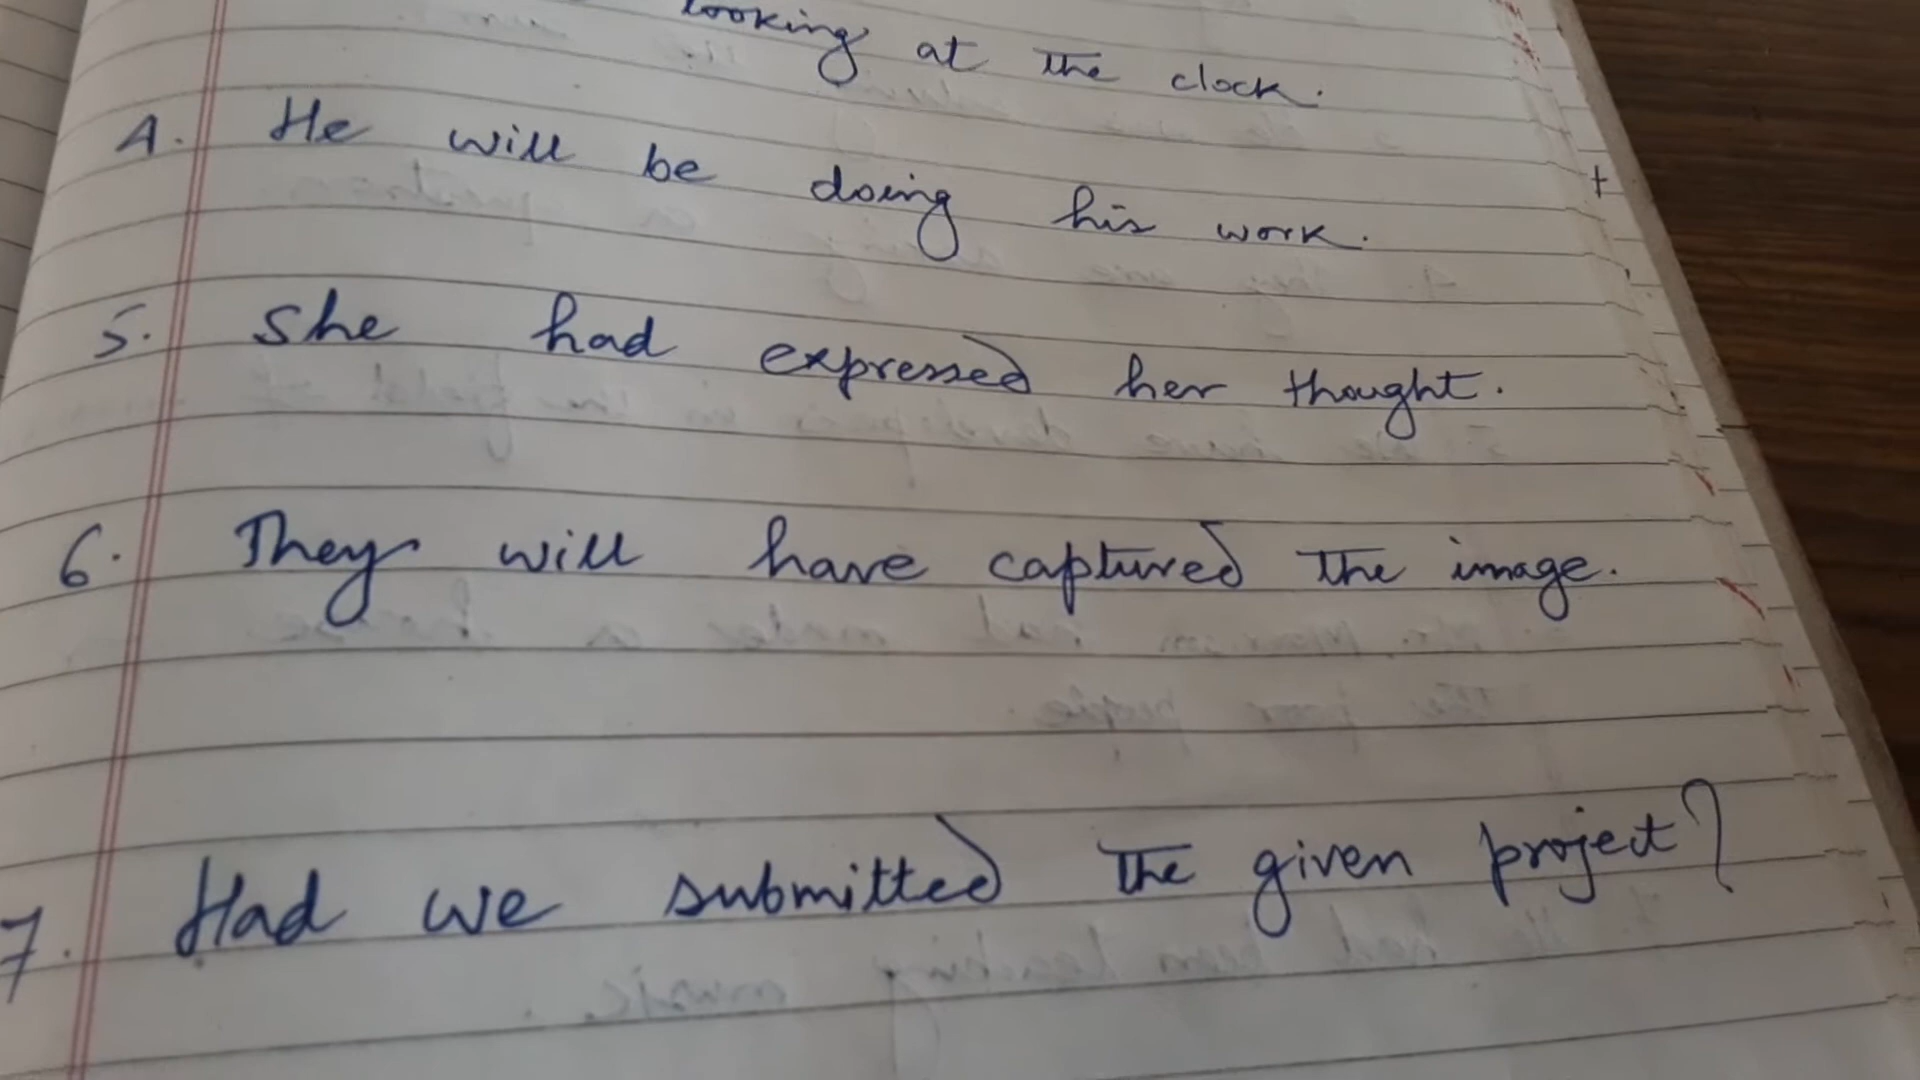 looking at the clock.
4. He will be doing his work.
5. She had expressed her thought.
6. They will have captured the image.
7. Had we submitted the given project?